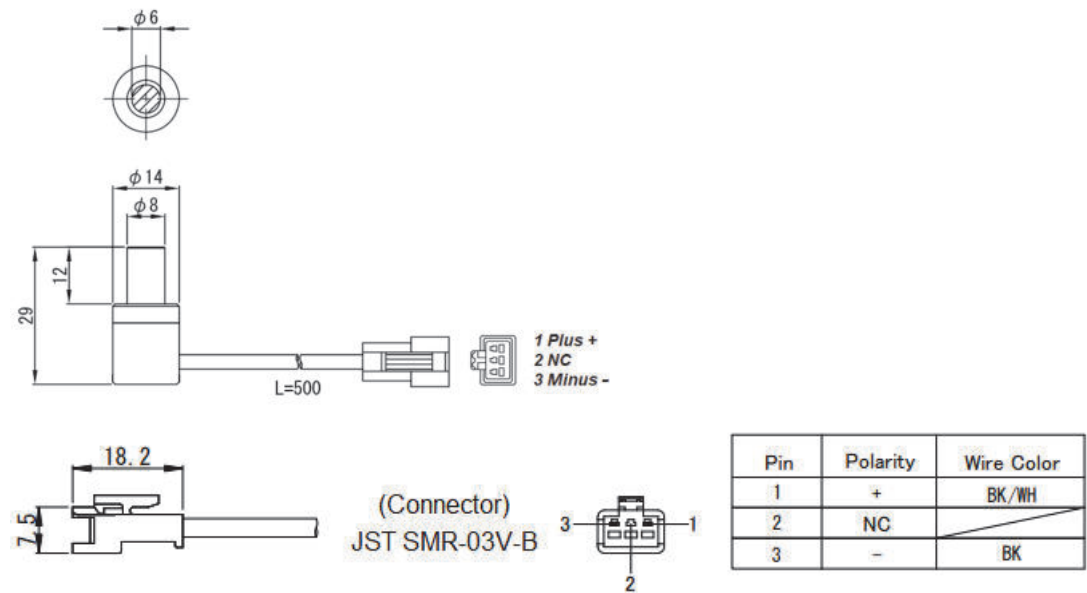 φ6
φ14
φ8
12
29
L=500
1 Plus +
2 NC
3 Minus -
18.2
7.5
(Connector)
JST SMR-03V-B
3
1
2
Pin Polarity Wire Color
1 + BK/WH
2 NC
3 - BK